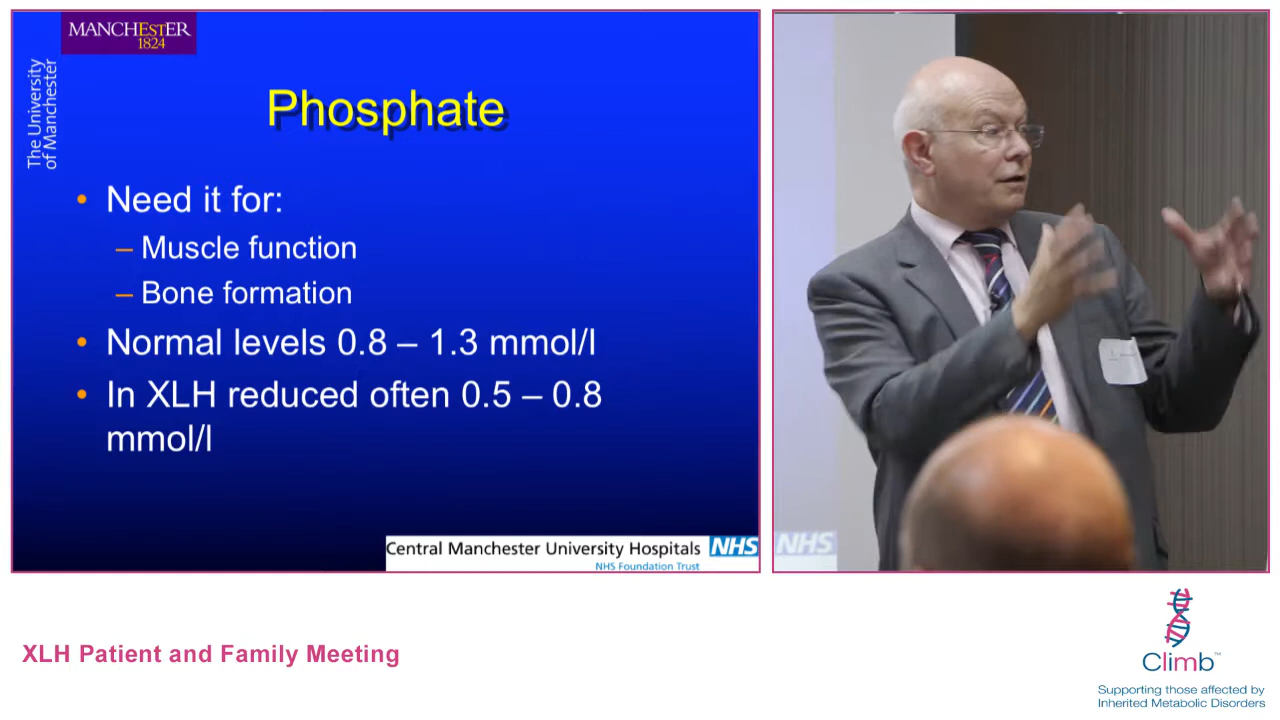 MANCHESTER
1824
The University
of Manchester
Phosphate
• Need it for:
– Muscle function
– Bone formation
• Normal levels 0.8 – 1.3 mmol/l
• In XLH reduced often 0.5 – 0.8
mmol/l
Central Manchester University Hospitals NHS
NHS Foundation Trust
NHS
XLH Patient and Family Meeting
Climb™
Supporting those affected by
Inherited Metabolic Disorders